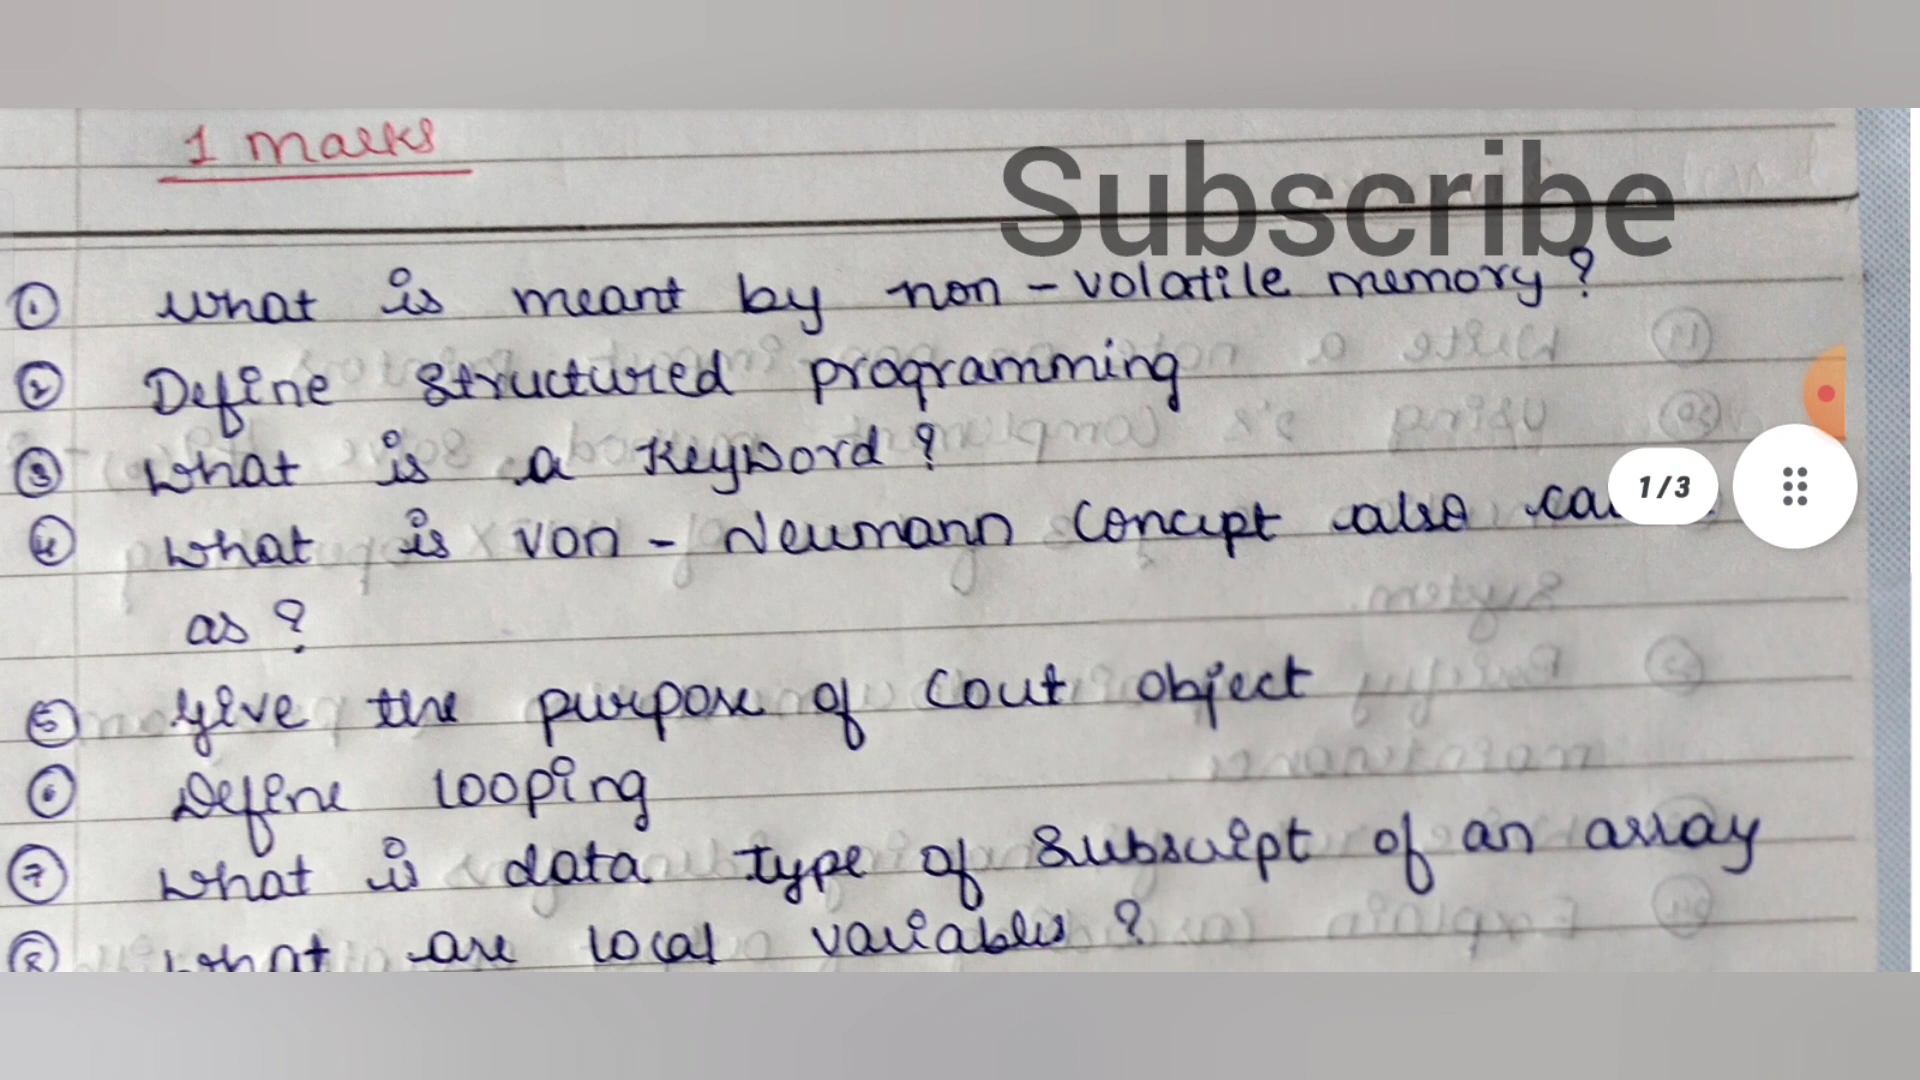 1 marks
Subscribe
① What is meant by non-volatile memory?
② Define structured programming
③ What is a keyword?
1/3
④ What is von-Neumann concept also
as?
⑤ Give the purpose of cout object
⑥ Define looping
⑦ What is data type of subscript of an array
⑧ What are local variables?